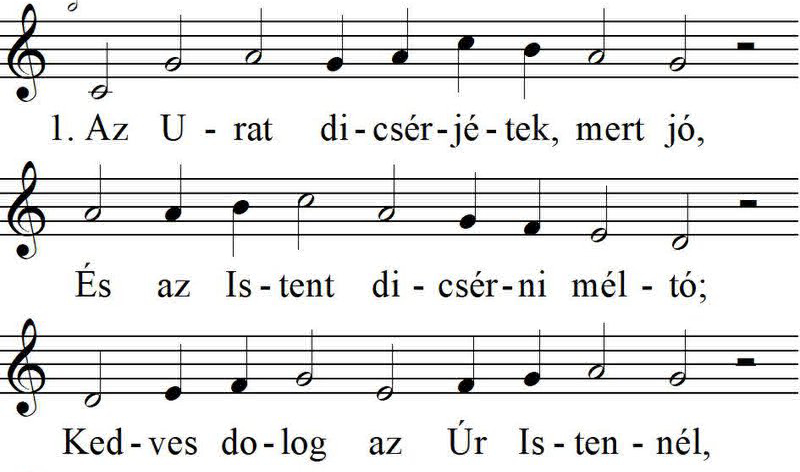 1. Az U - rat di - csér - jé - tek, mert jó,
És az Is - tent di - csér - ni mél - tó;
Ked - ves do - log az Úr Is - ten - nél,